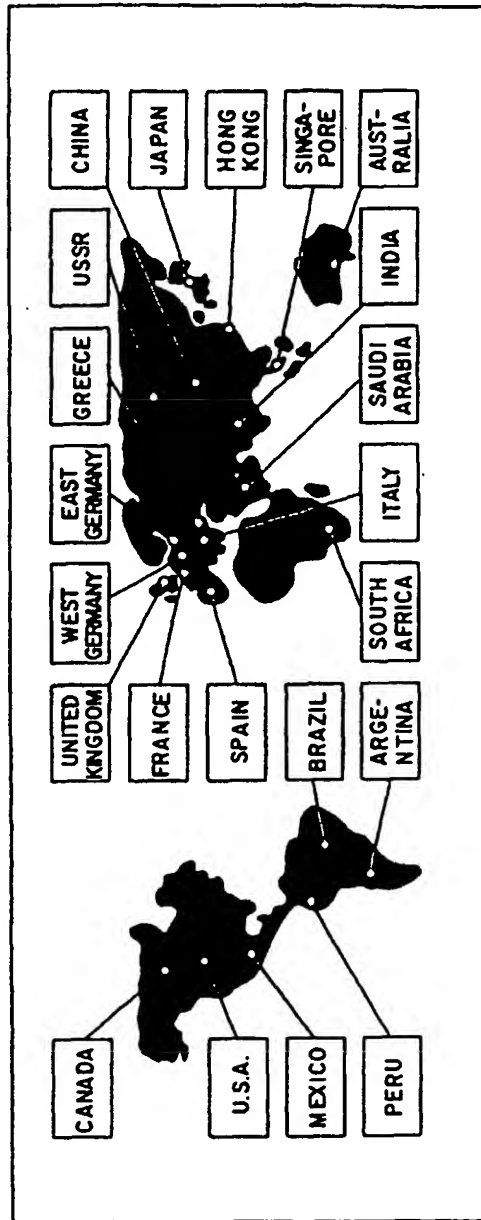 CANADA
U.S.A.
MEXICO
PERU
UNITED
KINGDOM
FRANCE
SPAIN
BRAZIL
ARGE-
NTINA
WEST
GERMANY
EAST
GERMANY
GREECE
USSR
CHINA
JAPAN
HONG
KONG
SINGA-
PORE
AUST-
RALIA
INDIA
SAUDI
ARABIA
ITALY
SOUTH
AFRICA